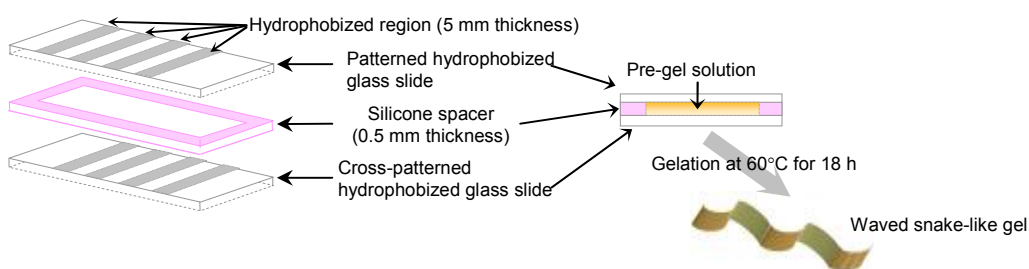 Hydrophobized region (5 mm thickness)
Patterned hydrophobized
glass slide
Silicone spacer
(0.5 mm thickness)
Cross-patterned
hydrophobized glass slide
Pre-gel solution
Gelation at 60°C for 18 h
Waved snake-like gel